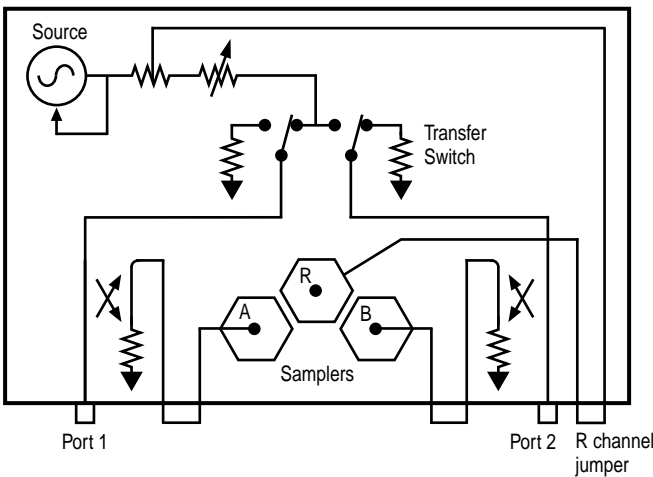 Source
Transfer
Switch
R
A
B
Samplers
Port 1
Port 2
R channel
jumper